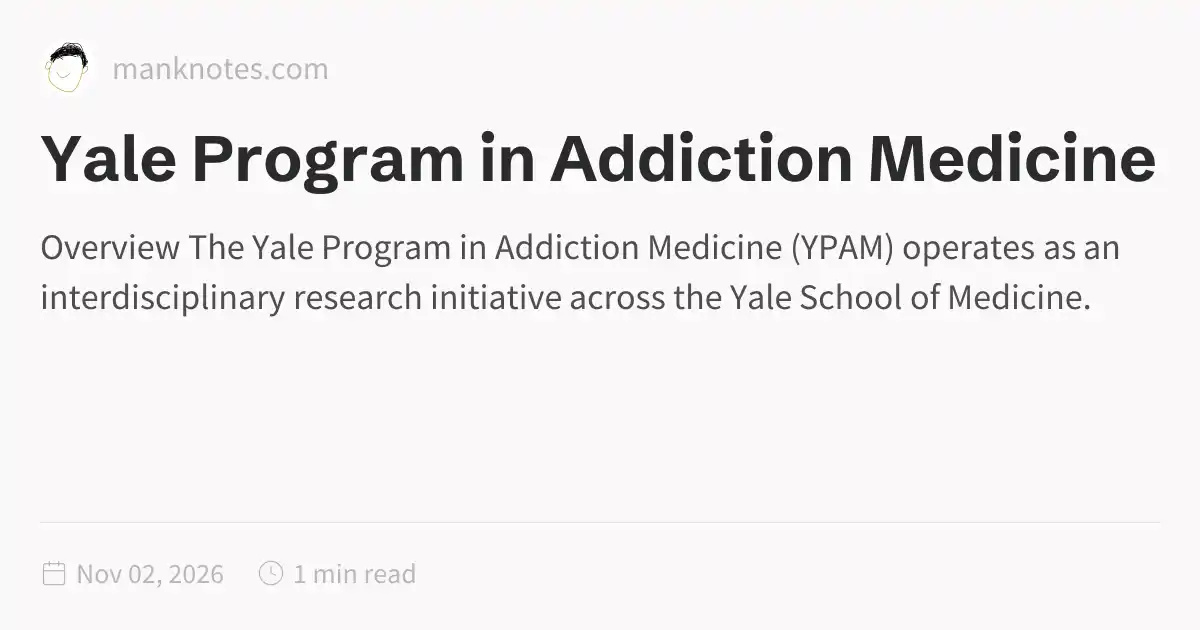 manknotes.com
Yale Program in Addiction Medicine
Overview The Yale Program in Addiction Medicine (YPAM) operates as an
interdisciplinary research initiative across the Yale School of Medicine.
Nov 02, 2026 1 min read